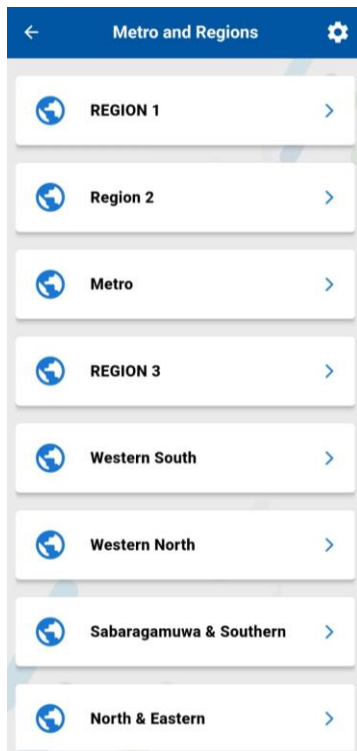 Metro and Regions
REGION 1
Region 2
Metro
REGION 3
Western South
Western North
Sabaragamuwa & Southern
North & Eastern